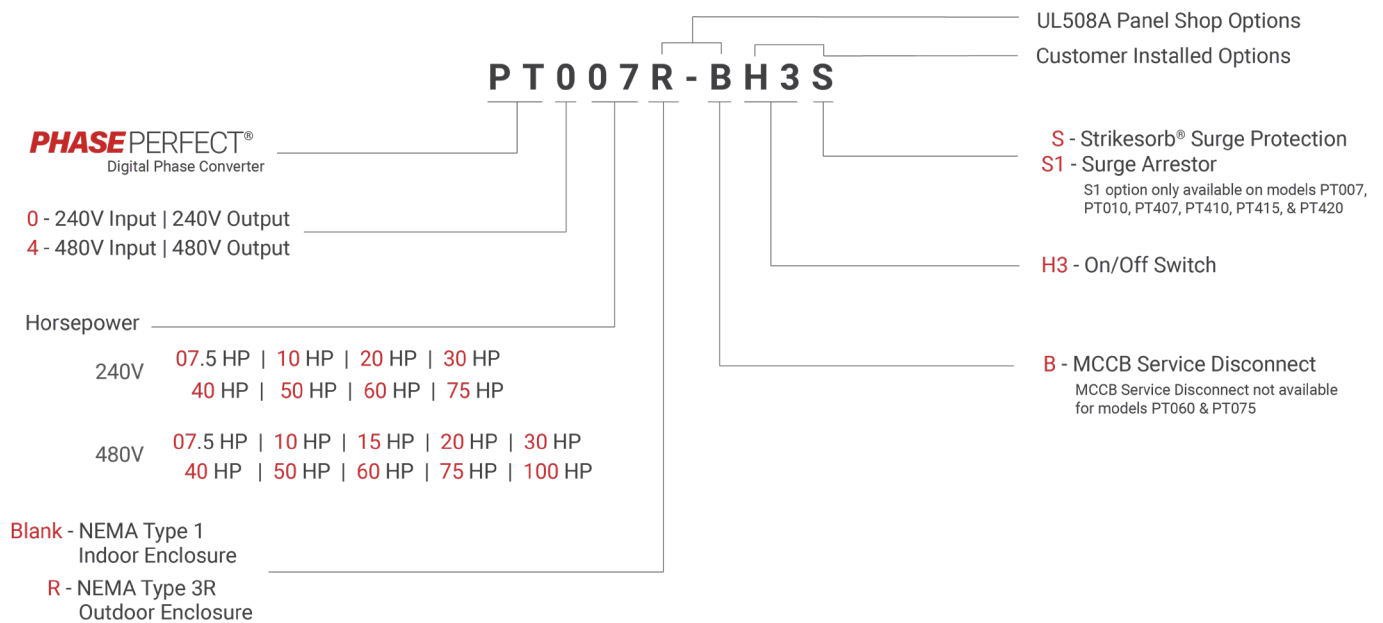 UL508A Panel Shop Options
Customer Installed Options
PT007R-BH3S
PHASEPERFECT®
Digital Phase Converter
0 - 240V Input | 240V Output
4 - 480V Input | 480V Output
Horsepower
240V
07.5 HP | 10 HP | 20 HP | 30 HP
40 HP | 50 HP | 60 HP | 75 HP
480V
07.5 HP | 10 HP | 15 HP | 20 HP | 30 HP
40 HP | 50 HP | 60 HP | 75 HP | 100 HP
Blank - NEMA Type 1
Indoor Enclosure
R - NEMA Type 3R
Outdoor Enclosure
S - Strikesorb® Surge Protection
S1 - Surge Arrestor
S1 option only available on models PT007,
PT010, PT407, PT410, PT415, & PT420
H3 - On/Off Switch
B - MCCB Service Disconnect
MCCB Service Disconnect not available
for models PT060 & PT075